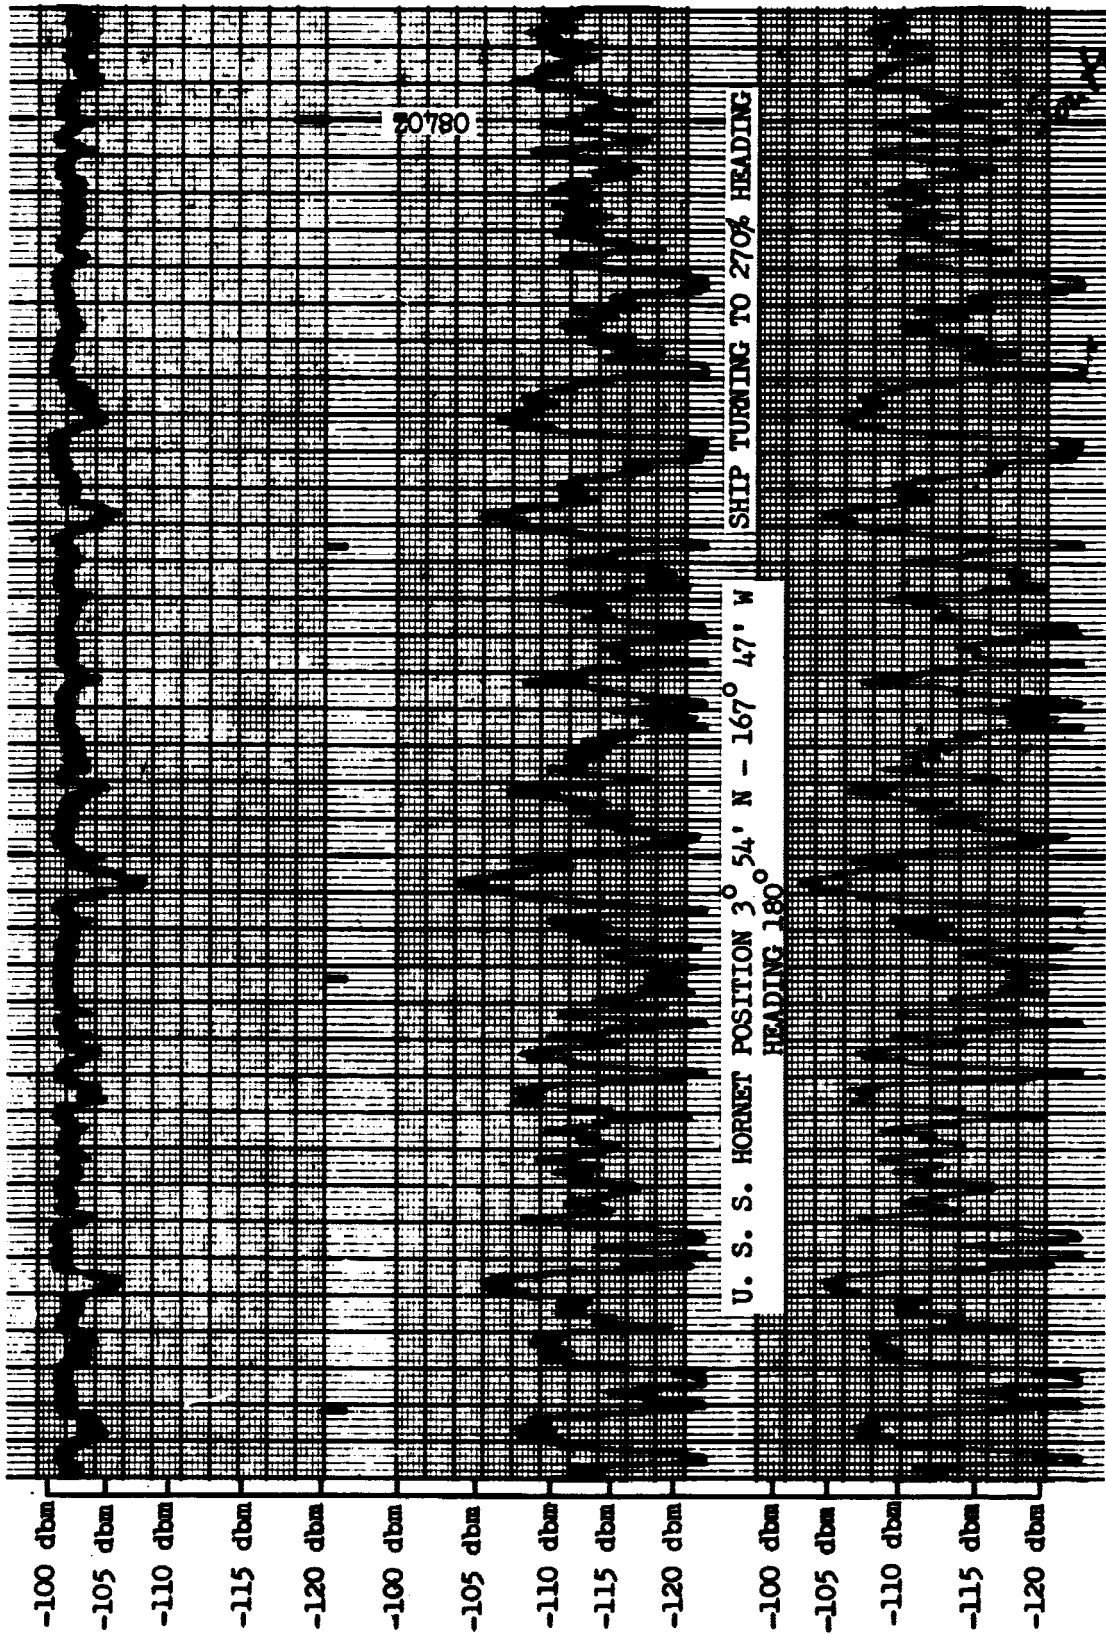 0840Z
U. S. S. HORNET POSITION 3° 54' N - 167° 47' W
HEADING 180°
SHIP TURNING TO 270% HEADING
-100 dbm
-105 dbm
-110 dbm
-115 dbm
-120 dbm
-100 dbm
-105 dbm
-110 dbm
-115 dbm
-120 dbm
-100 dbm
-105 dbm
-110 dbm
-115 dbm
-120 dbm